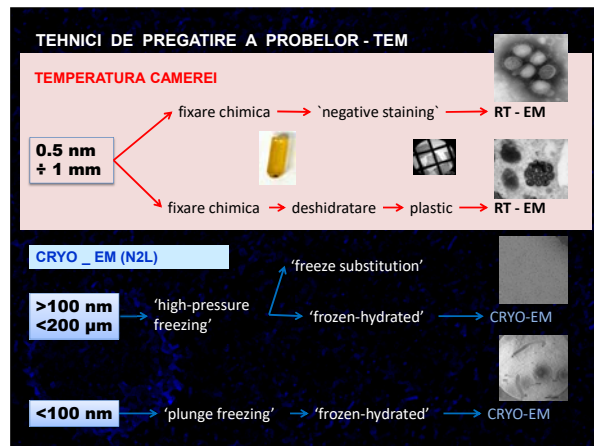 TEHNICI DE PREGATIRE A PROBELOR - TEM
TEMPERATURA CAMEREI
fixare chimica
`negative staining`
RT - EM
0.5 nm
÷ 1 mm
fixare chimica
deshidratare
plastic
RT - EM
CRYO _ EM (N2L)
‘freeze substitution’
>100 nm
<200 µm
‘high-pressure
freezing’
‘frozen-hydrated’
CRYO-EM
<100 nm
‘plunge freezing’
‘frozen-hydrated’
CRYO-EM